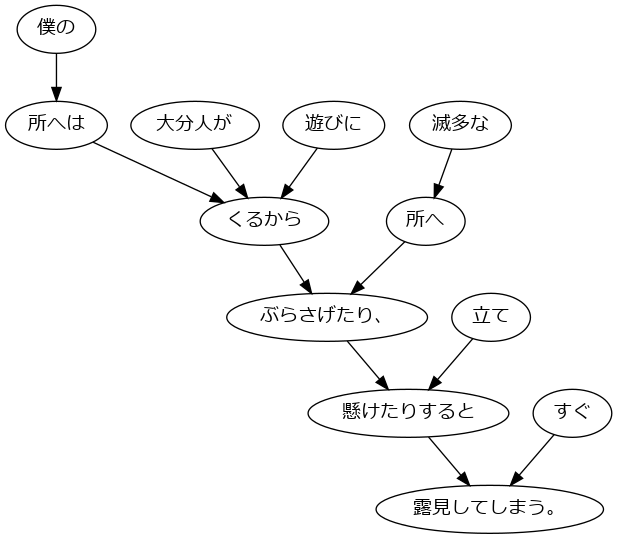 僕の
所へは
大分人が
遊びに
滅多な
くるから
所へ
ぶらさげたり、
立て
懸けたりすると
すぐ
露見してしまう。